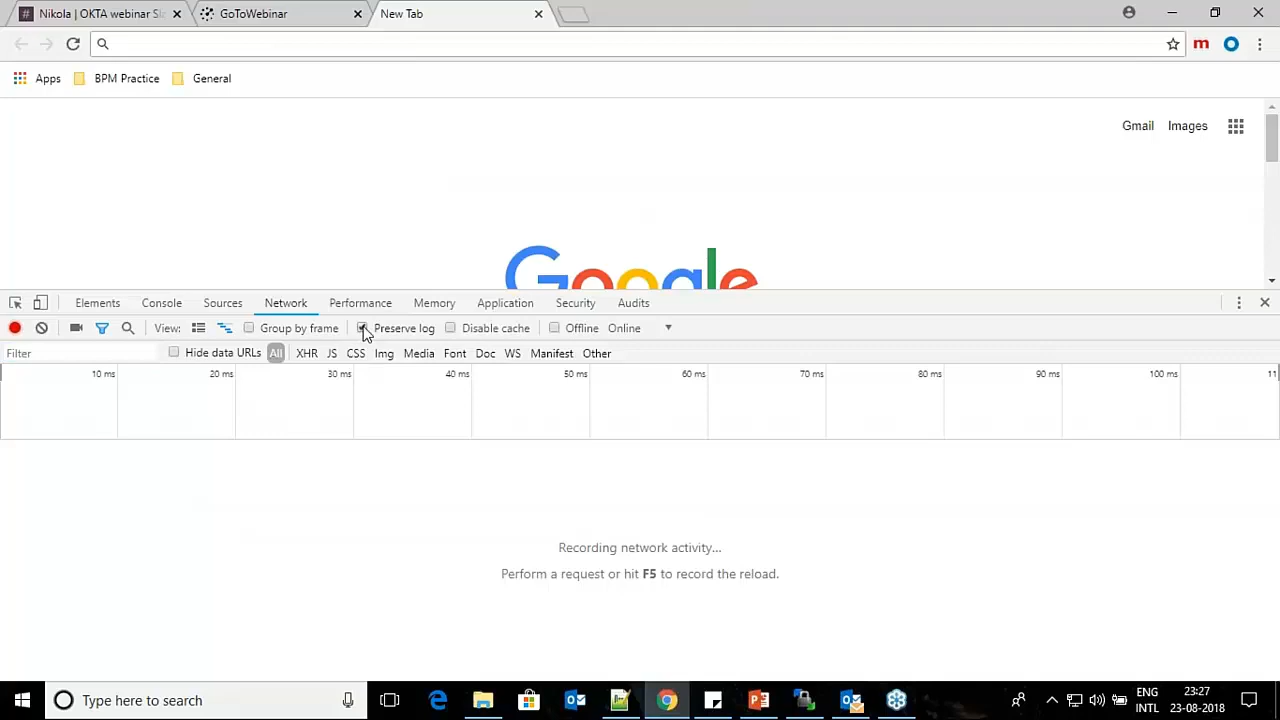 Nikola | OKTA webinar Sla
GoToWebinar
New Tab
Apps
BPM Practice
General
Gmail
Images
Google
Elements
Console
Sources
Network
Performance
Memory
Application
Security
Audits
View:
Group by frame
Preserve log
Disable cache
Offline
Online
Filter
Hide data URLs
All
XHR
JS
CSS
Img
Media
Font
Doc
WS
Manifest
Other
10 ms
20 ms
30 ms
40 ms
50 ms
60 ms
70 ms
80 ms
90 ms
100 ms
11
Recording network activity...
Perform a request or hit F5 to record the reload.
Type here to search
ENG
INTL
23:27
23-08-2018